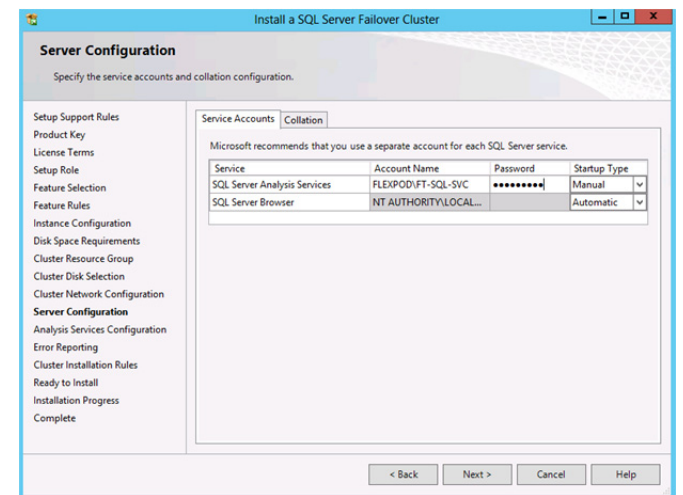 Install a SQL Server Failover Cluster
Server Configuration
Specify the service accounts and collation configuration.
Setup Support Rules
Product Key
License Terms
Setup Role
Feature Selection
Feature Rules
Instance Configuration
Disk Space Requirements
Cluster Resource Group
Cluster Disk Selection
Cluster Network Configuration
Server Configuration
Analysis Services Configuration
Error Reporting
Cluster Installation Rules
Ready to Install
Installation Progress
Complete
Service Accounts Collation
Microsoft recommends that you use a separate account for each SQL Server service.
Service Account Name Password Startup Type
SQL Server Analysis Services FLEXPOD\FT-SQL-SVC ●●●●●●●●● Manual
SQL Server Browser NT AUTHORITY\LOCAL... Automatic
< Back Next > Cancel Help